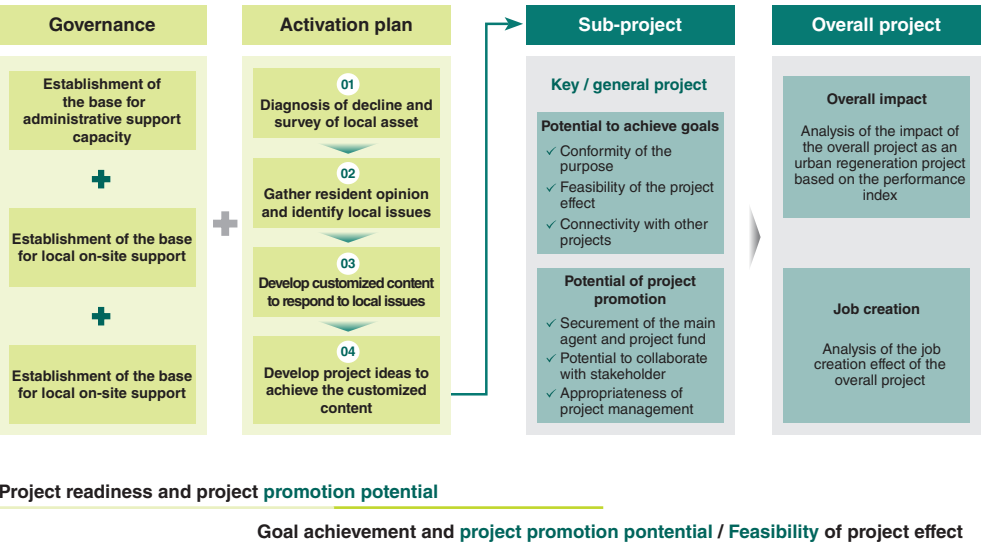 Governance
Establishment of
the base for
administrative support
capacity
Establishment of the base
for local on-site support
Establishment of the base
for local on-site support
Activation plan
01
Diagnosis of decline and
survey of local asset
02
Gather resident opinion
and identify local issues
03
Develop customized content
to respond to local issues
04
Develop project ideas to
achieve the customized
content
Sub-project
Key / general project
Potential to achieve goals
✓ Conformity of the
purpose
✓ Feasibility of the project
effect
✓ Connectivity with other
projects
Potential of project
promotion
✓ Securement of the main
agent and project fund
✓ Potential to collaborate
with stakeholder
✓ Appropriateness of
project management
Overall project
Overall impact
Analysis of the impact of
the overall project as an
urban regeneration project
based on the performance
index
Job creation
Analysis of the job
creation effect of the
overall project
Project readiness and project promotion potential
Goal achievement and project promotion pontential / Feasibility of project effect